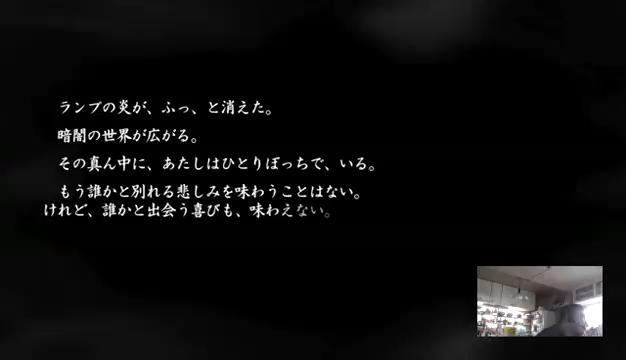 ランプの炎が、ふっ、と消えた。
暗闇の世界が広がる。
その真ん中に、あたしはひとりぼっちで、いる。
もう誰かと別れる悲しみを味わうことはない。
けれど、誰かと出会う喜びも、味わえない。